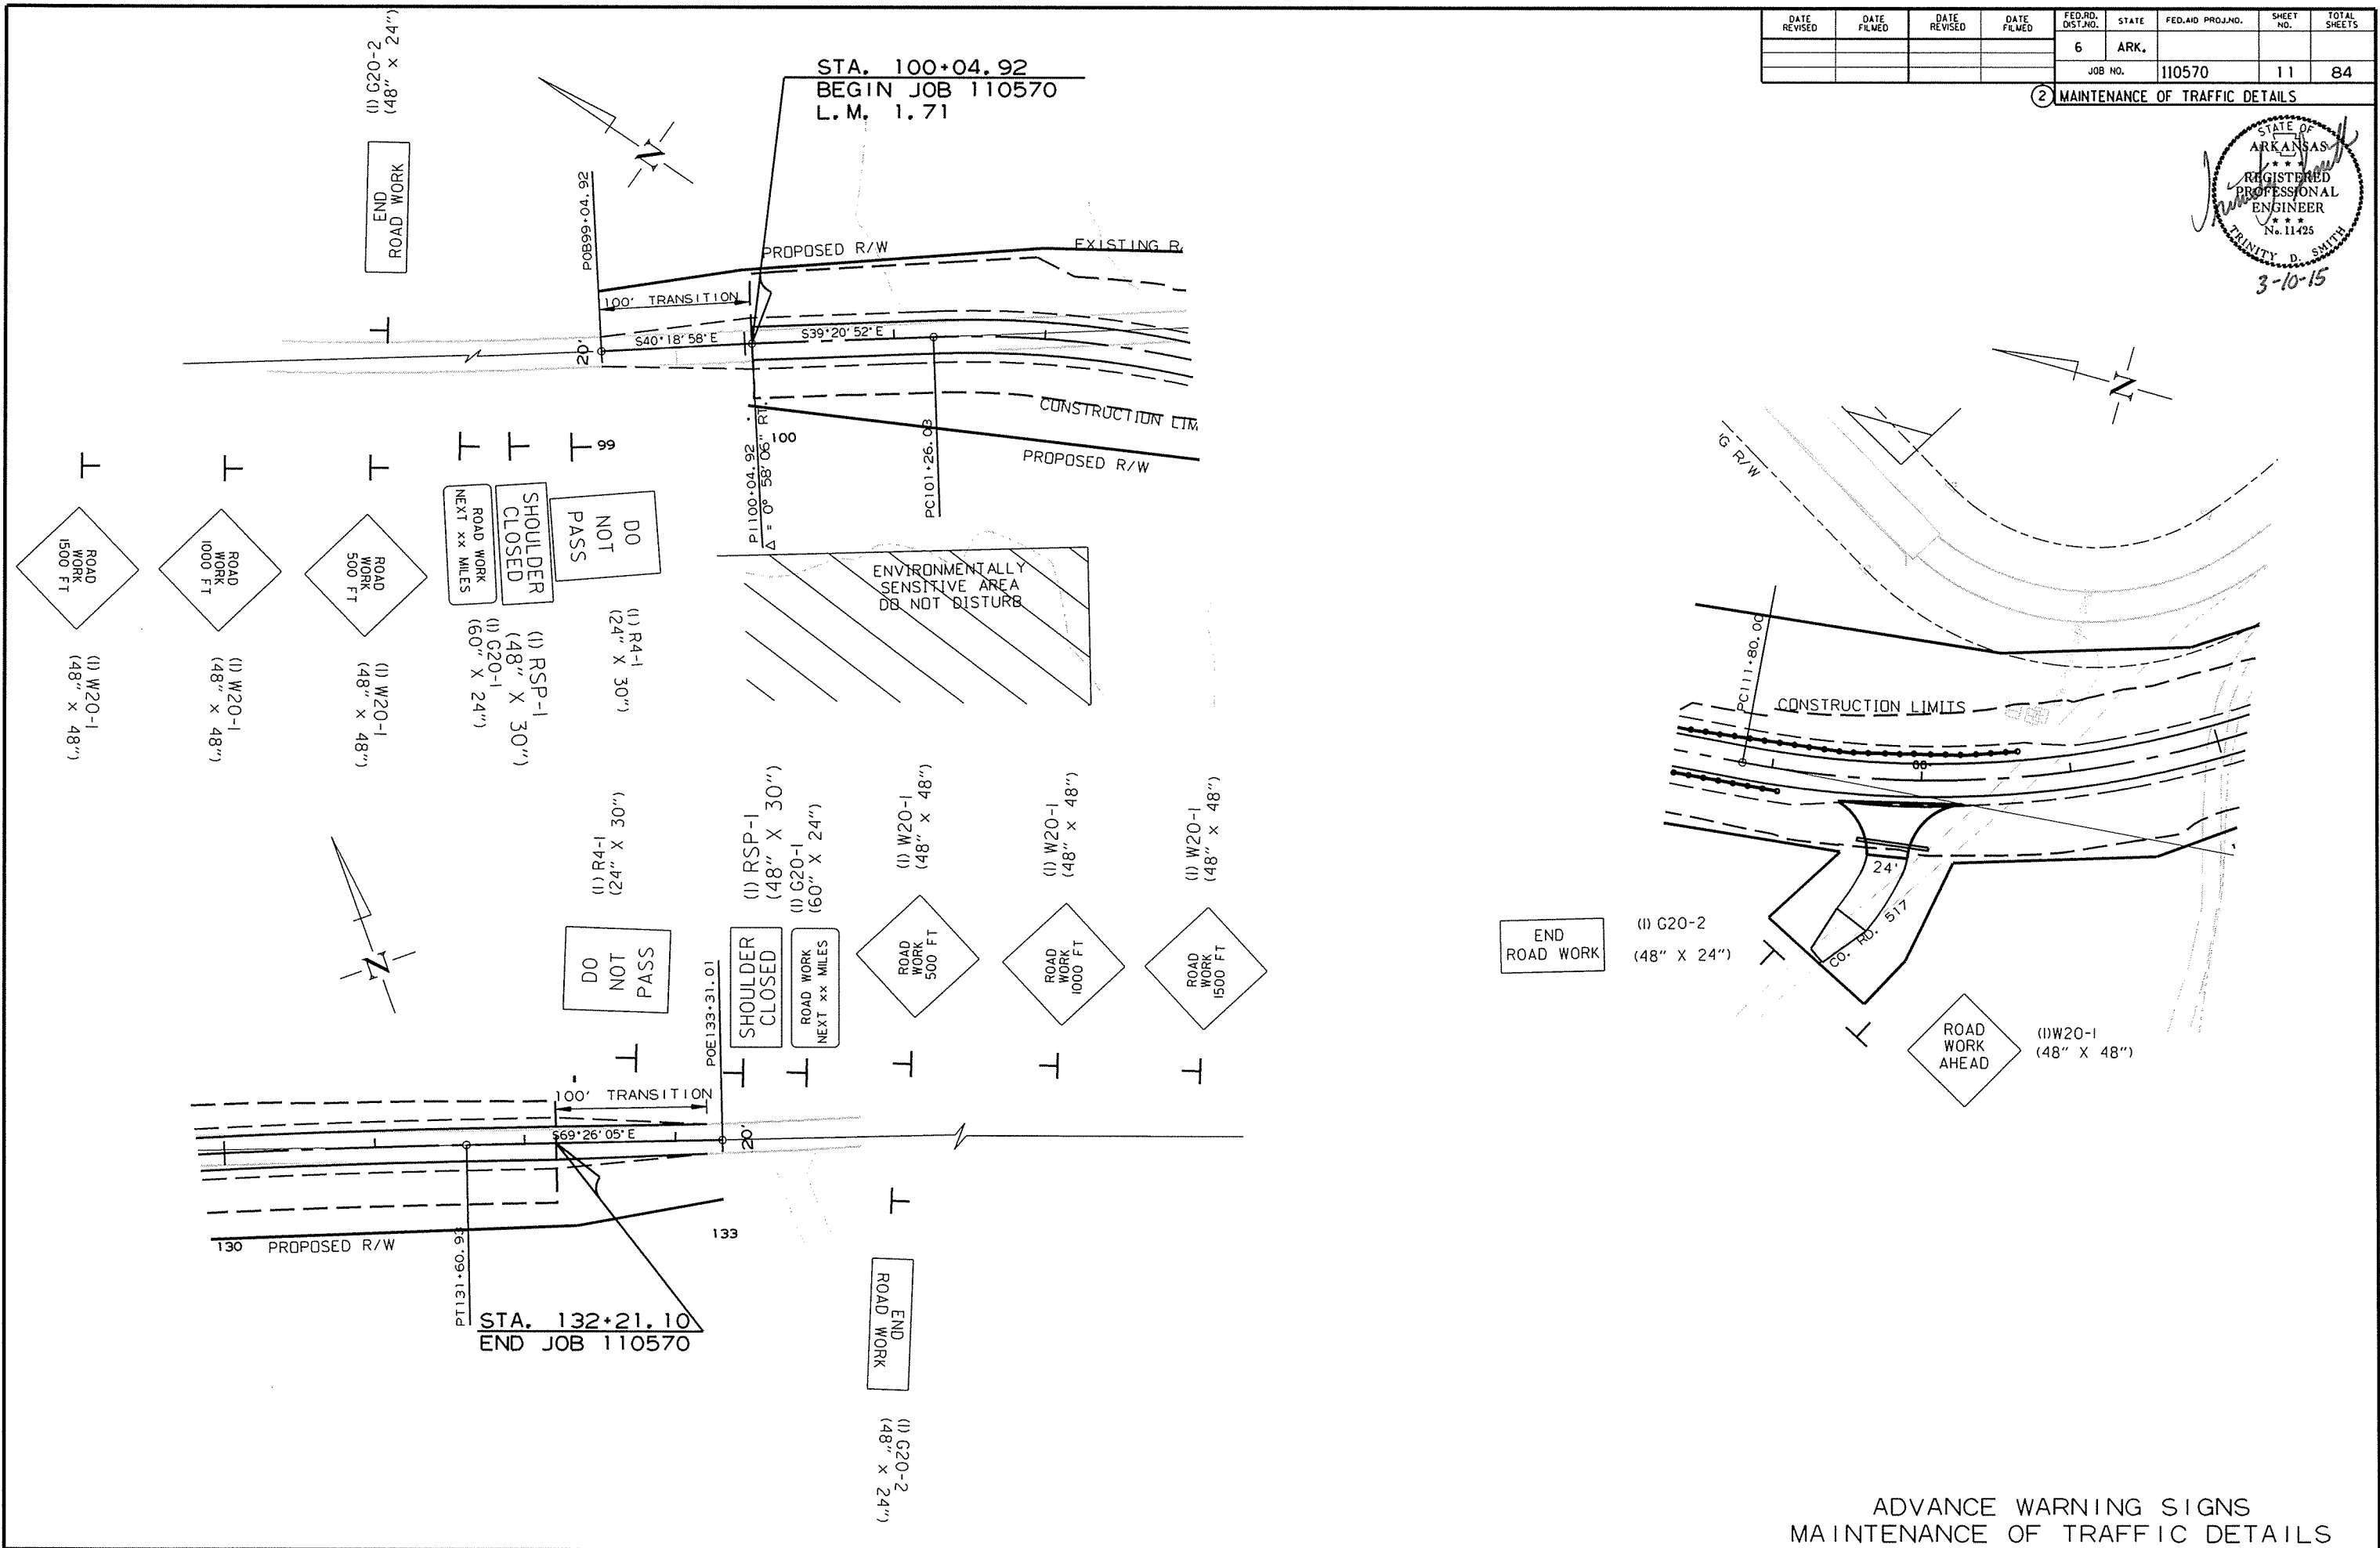 DATE REVISED
DATE FILMED
DATE REVISED
DATE FILMED
FED.RD. DIST.NO.
STATE
FED.AID PROJ.NO.
SHEET NO.
TOTAL SHEETS
6
ARK.
JOB NO.
110570
11
84
2 MAINTENANCE OF TRAFFIC DETAILS
STATE OF
ARKANSAS
★ ★ ★
REGISTERED
PROFESSIONAL
ENGINEER
★ ★ ★
No. 11425
TRINITY D. SMITH
3-10-15
(1) G20-2
(48" X 24")
END
ROAD WORK
STA. 100+04.92
BEGIN JOB 110570
L.M. 1.71
N
POB99+04.92
PROPOSED R/W
EXISTING R
100' TRANSITION
S40°18'58"E
S39°20'52"E
20'
CONSTRUCTION LIM
PROPOSED R/W
99
100
PI100+04.92
Δ = 0° 58' 06" RT.
PC101+26.03
ROAD
WORK
1500 FT
(1) W20-1
(48" X 48")
ROAD
WORK
1000 FT
(1) W20-1
(48" X 48")
ROAD
WORK
500 FT
(1) W20-1
(48" X 48")
ROAD WORK
NEXT XX MILES
(1) G20-1
(60" X 24")
SHOULDER
CLOSED
(1) RSP-1
(48" X 30")
DO
NOT
PASS
(1) R4-1
(24" X 30")
ENVIRONMENTALLY
SENSITIVE AREA
DO NOT DISTURB
N
(1) R4-1
(24" X 30")
DO
NOT
PASS
(1) RSP-1
(48" X 30")
SHOULDER
CLOSED
(1) G20-1
(60" X 24")
ROAD WORK
NEXT XX MILES
(1) W20-1
(48" X 48")
ROAD
WORK
500 FT
(1) W20-1
(48" X 48")
ROAD
WORK
1000 FT
(1) W20-1
(48" X 48")
ROAD
WORK
1500 FT
POE133+31.01
100' TRANSITION
S69°26'05"E
20'
130
PROPOSED R/W
133
STA. 132+21.10
END JOB 110570
END
ROAD WORK
(1) G20-2
(48" X 24")
N
G R/W
PC111+80.00
CONSTRUCTION LIMITS
24'
CO. RD. 517
END
ROAD WORK
(1) G20-2
(48" X 24")
ROAD
WORK
AHEAD
(1)W20-1
(48" X 48")
ADVANCE WARNING SIGNS
MAINTENANCE OF TRAFFIC DETAILS